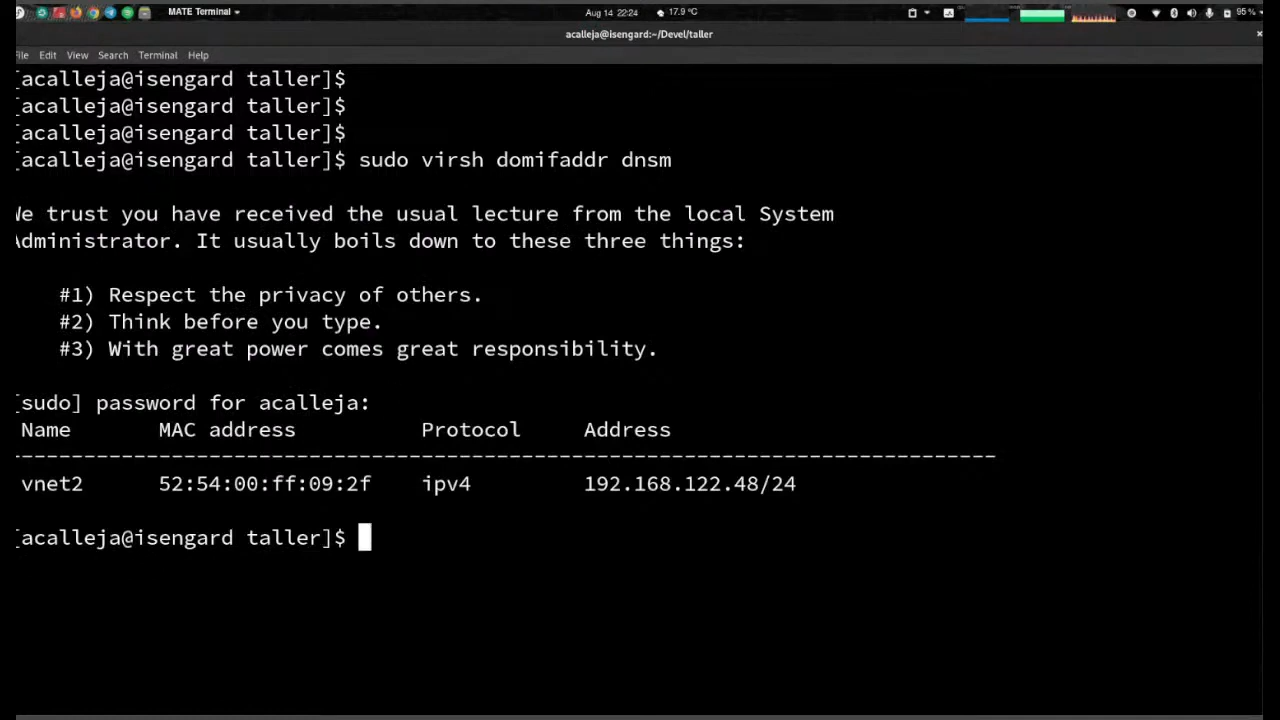 MATE Terminal
Aug 14 22:24
17.9 °C
95 %
acalleja@isengard:~/Devel/taller
File Edit View Search Terminal Help
[acalleja@isengard taller]$
[acalleja@isengard taller]$
[acalleja@isengard taller]$
[acalleja@isengard taller]$ sudo virsh domifaddr dnsm
We trust you have received the usual lecture from the local System
Administrator. It usually boils down to these three things:
#1) Respect the privacy of others.
#2) Think before you type.
#3) With great power comes great responsibility.
[sudo] password for acalleja:
Name MAC address Protocol Address
-------------------------------------------------------------------------------
vnet2 52:54:00:ff:09:2f ipv4 192.168.122.48/24
[acalleja@isengard taller]$